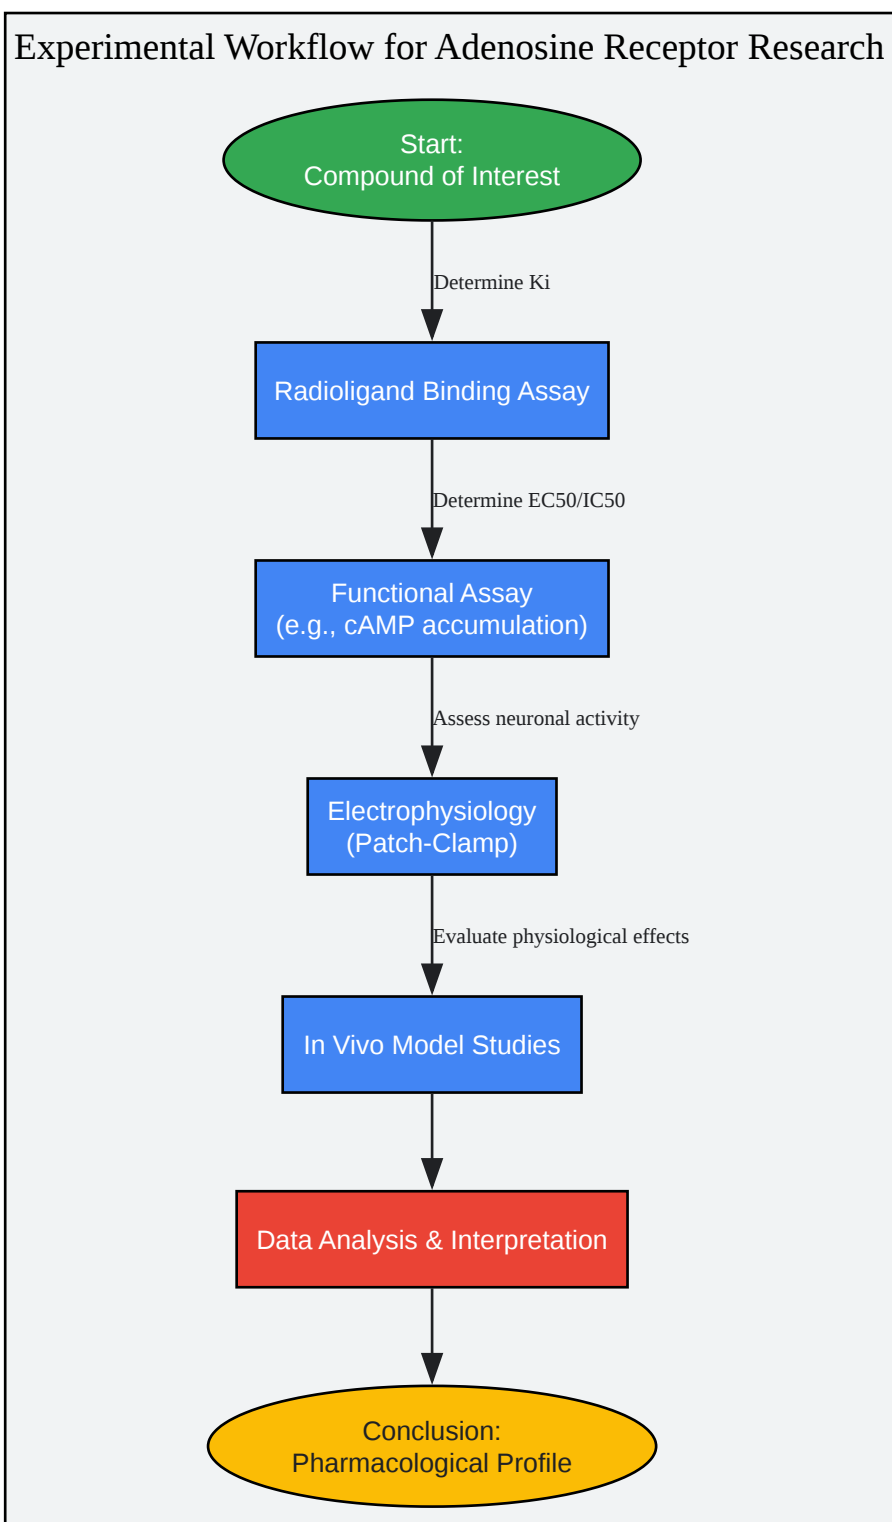 Experimental Workflow for Adenosine Receptor Research
Start:
Compound of Interest
Determine Ki
Radioligand Binding Assay
Determine EC50/IC50
Functional Assay
(e.g., cAMP accumulation)
Assess neuronal activity
Electrophysiology
(Patch-Clamp)
Evaluate physiological effects
In Vivo Model Studies
Data Analysis & Interpretation
Conclusion:
Pharmacological Profile